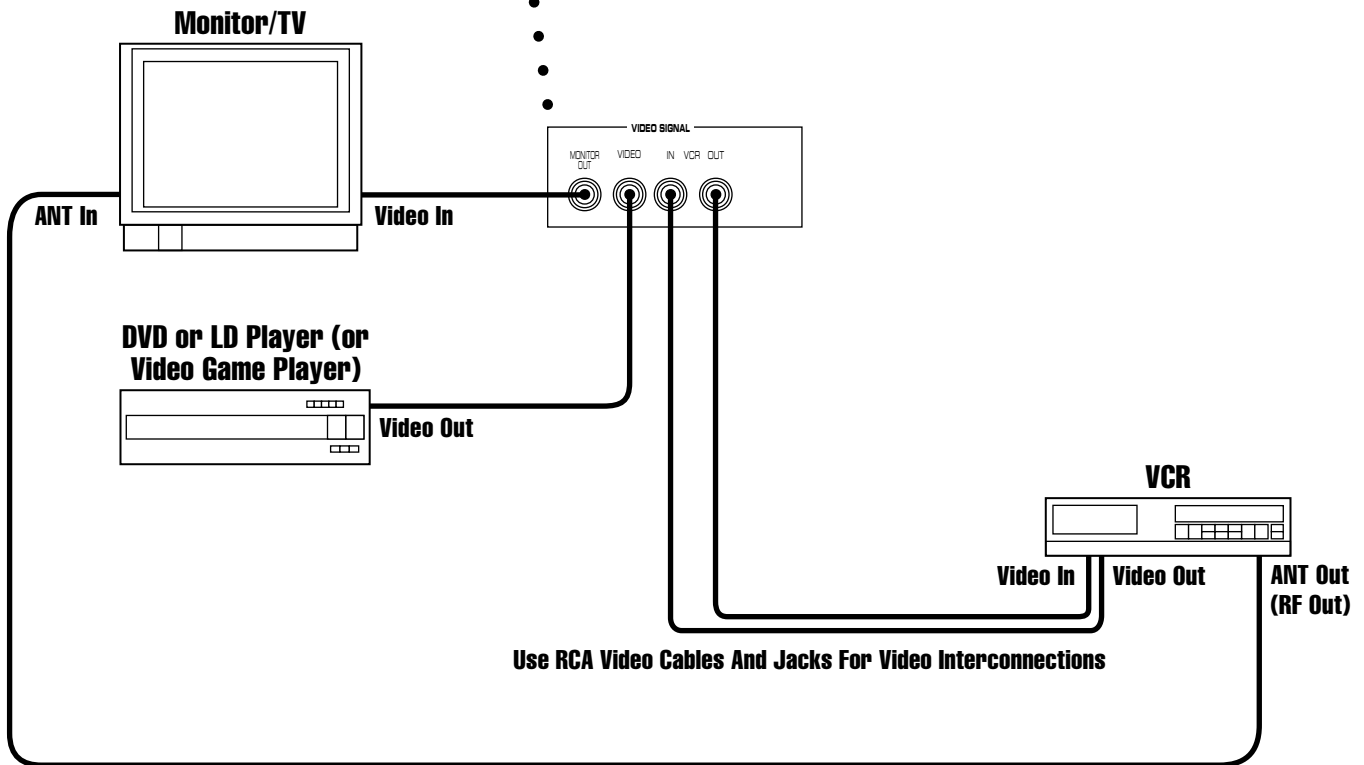 Monitor/TV
VIDEO SIGNAL
MONITOR
OUT
VIDEO
IN VCR OUT
ANT In
Video In
DVD or LD Player (or
Video Game Player)
Video Out
VCR
Video In
Video Out
ANT Out
(RF Out)
Use RCA Video Cables And Jacks For Video Interconnections